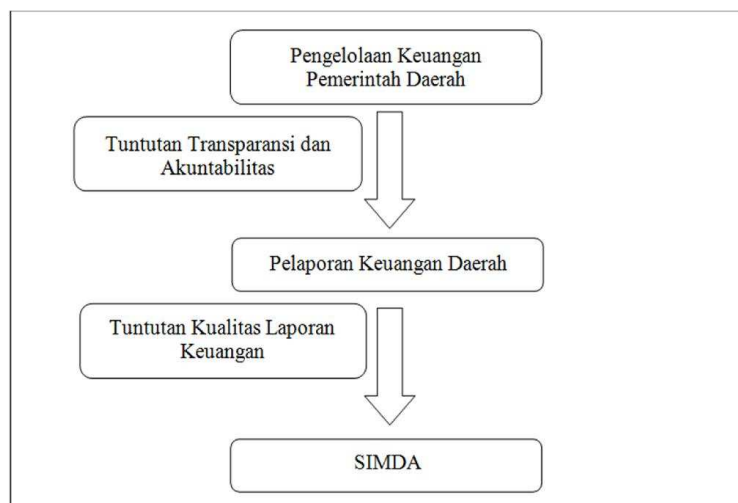 Pengelolaan Keuangan
Pemerintah Daerah
Tuntutan Transparansi dan
Akuntabilitas
Pelaporan Keuangan Daerah
Tuntutan Kualitas Laporan
Keuangan
SIMDA